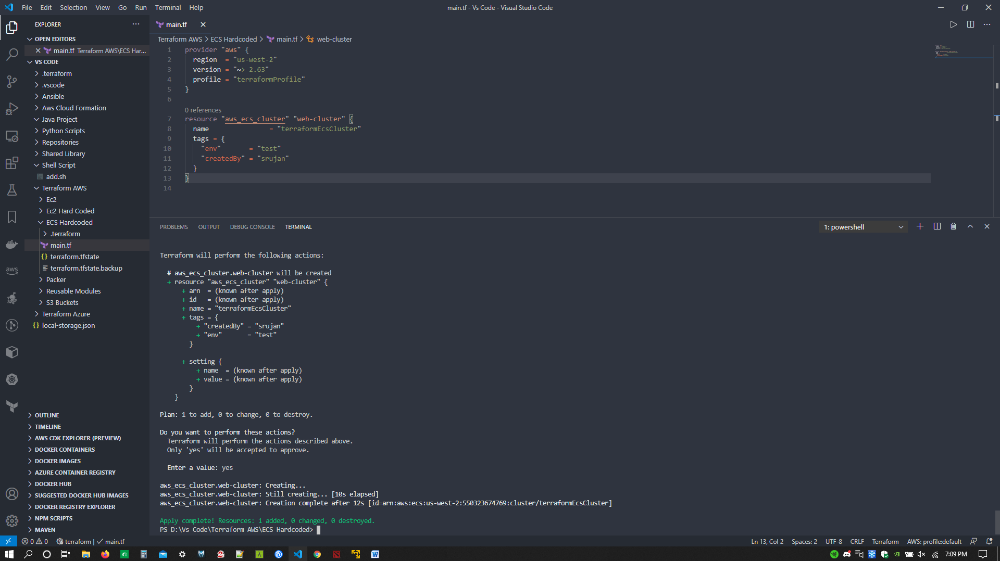 File Edit Selection View Go Run Terminal Help
main.tf - Vs Code - Visual Studio Code
EXPLORER
OPEN EDITORS
main.tf Terraform AWS\ECS Har...
VS CODE
.terraform
.vscode
Ansible
Aws Cloud Formation
Java Project
Python Scripts
Repositories
Shared Library
Shell Script
add.sh
Terraform AWS
Ec2
Ec2 Hard Coded
ECS Hardcoded
.terraform
main.tf
terraform.tfstate
terraform.tfstate.backup
Packer
Reusable Modules
S3 Buckets
Terraform Azure
local-storage.json
OUTLINE
TIMELINE
AWS CDK EXPLORER (PREVIEW)
DOCKER CONTAINERS
DOCKER IMAGES
AZURE CONTAINER REGISTRY
DOCKER HUB
SUGGESTED DOCKER HUB IMAGES
DOCKER REGISTRY EXPLORER
NPM SCRIPTS
MAVEN
aws
main.tf
Terraform AWS > ECS Hardcoded > main.tf > web-cluster
1 provider "aws" {
2 region = "us-west-2"
3 version = "~> 2.63"
4 profile = "terraformProfile"
5 }
6
0 references
7 resource "aws_ecs_cluster" "web-cluster" {
8 name = "terraformEcsCluster"
9 tags = {
10 "env" = "test"
11 "createdBy" = "srujan"
12 }
13 }
14
PROBLEMS OUTPUT DEBUG CONSOLE TERMINAL
1: powershell
Terraform will perform the following actions:
# aws_ecs_cluster.web-cluster will be created
+ resource "aws_ecs_cluster" "web-cluster" {
+ arn = (known after apply)
+ id = (known after apply)
+ name = "terraformEcsCluster"
+ tags = {
+ "createdBy" = "srujan"
+ "env" = "test"
}
+ setting {
+ name = (known after apply)
+ value = (known after apply)
}
}
Plan: 1 to add, 0 to change, 0 to destroy.
Do you want to perform these actions?
Terraform will perform the actions described above.
Only 'yes' will be accepted to approve.
Enter a value: yes
aws_ecs_cluster.web-cluster: Creating...
aws_ecs_cluster.web-cluster: Still creating... [10s elapsed]
aws_ecs_cluster.web-cluster: Creation complete after 12s [id=arn:aws:ecs:us-west-2:550323674769:cluster/terraformEcsCluster]
Apply complete! Resources: 1 added, 0 changed, 0 destroyed.
PS D:\Vs Code\Terraform AWS\ECS Hardcoded>
0 0 terraform | main.tf
Ln 13, Col 2 Spaces: 2 UTF-8 CRLF Terraform AWS: profile:default
7:09 PM